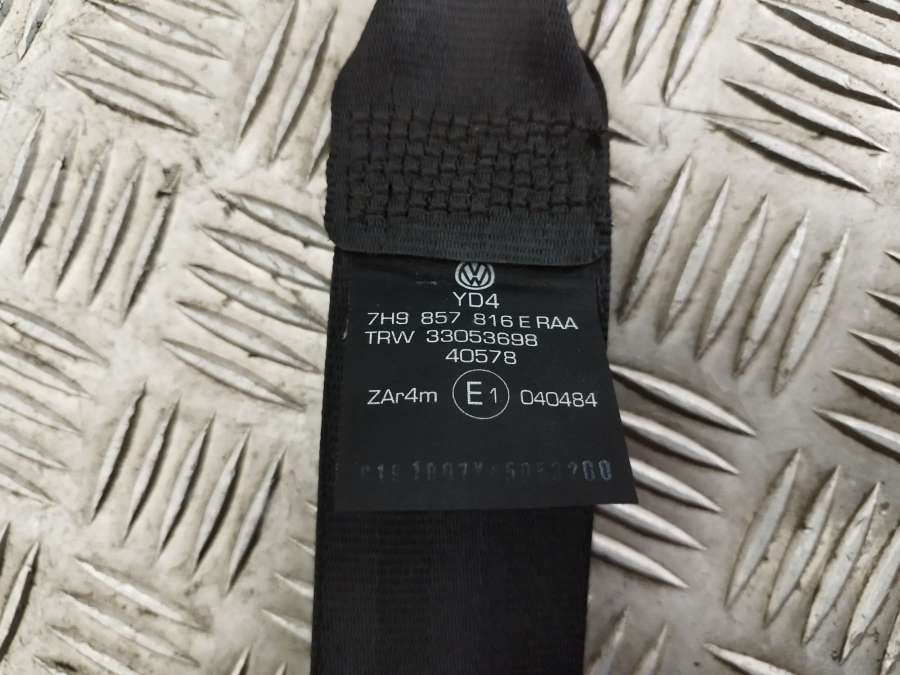 YD4
7H9 857 816 E RAA
TRW 33053698
40578
ZAr4m E1 040484